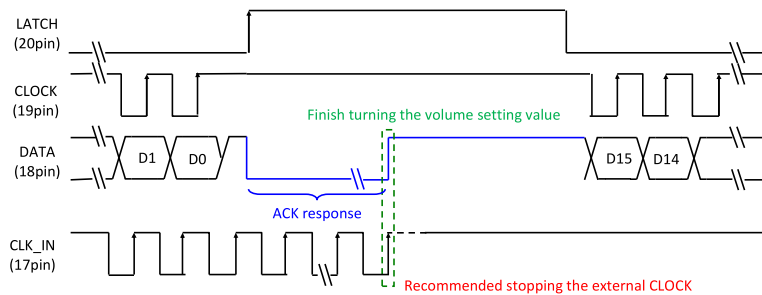 LATCH
(20pin)
CLOCK
(19pin)
Finish turning the volume setting value
DATA
(18pin)
D1
D0
D15
D14
ACK response
CLK_IN
(17pin)
Recommended stopping the external CLOCK